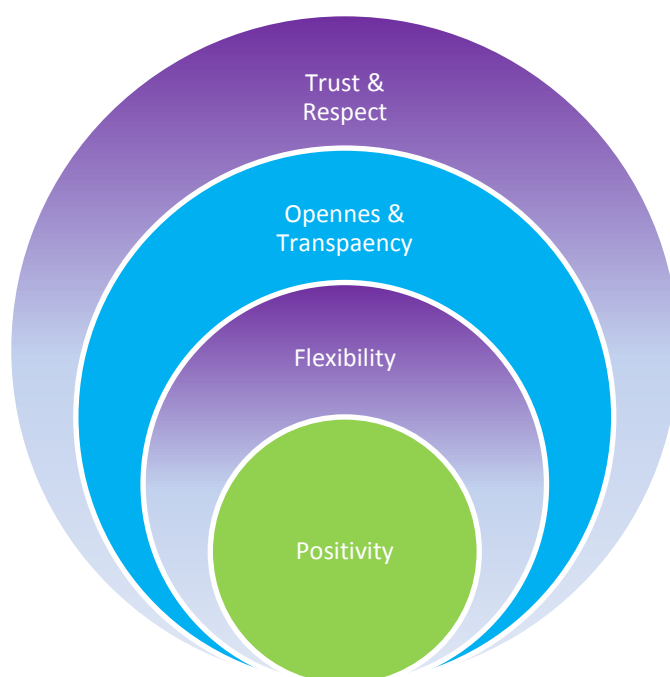 Trust &
Respect
Opennes &
Transpaency
Flexibility
Positivity